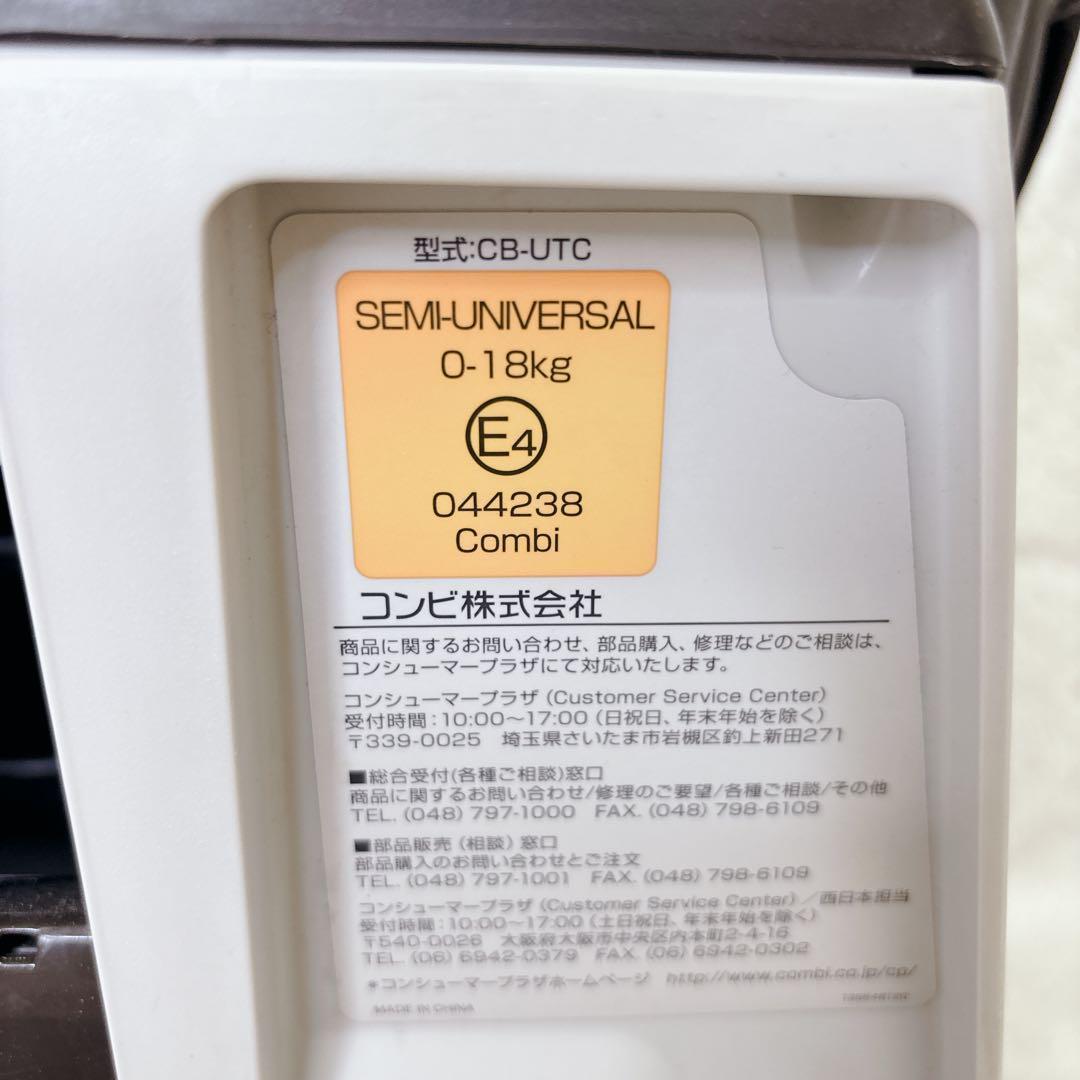 型式:CB-UTC
SEMI-UNIVERSAL
0-18kg
E4
044238
Combi
コンビ株式会社
商品に関するお問い合わせ、部品購入、修理などのご相談は、
コンシューマープラザにて対応いたします。
コンシューマープラザ（Customer Service Center）
受付時間：10:00～17:00（日祝日、年末年始を除く）
〒339-0025　埼玉県さいたま市岩槻区釣上新田271
■総合受付(各種ご相談)窓口
商品に関するお問い合わせ/修理のご要望/各種ご相談/その他
TEL. (048) 797-1000　FAX. (048) 798-6109
■部品販売（相談）窓口
部品購入のお問い合わせとご注文
TEL. (048) 797-1001　FAX. (048) 798-6109
コンシューマープラザ（Customer Service Center）／西日本担当
受付時間：10:00～17:00（土日祝日、年末年始を除く）
〒540-0026　大阪府大阪市中央区内本町2-4-16
TEL. (06) 6942-0379　FAX. (06) 6942-0302
*コンシューマープラザホームページ　http://www.combi.co.jp/cp/
MADE IN CHINA